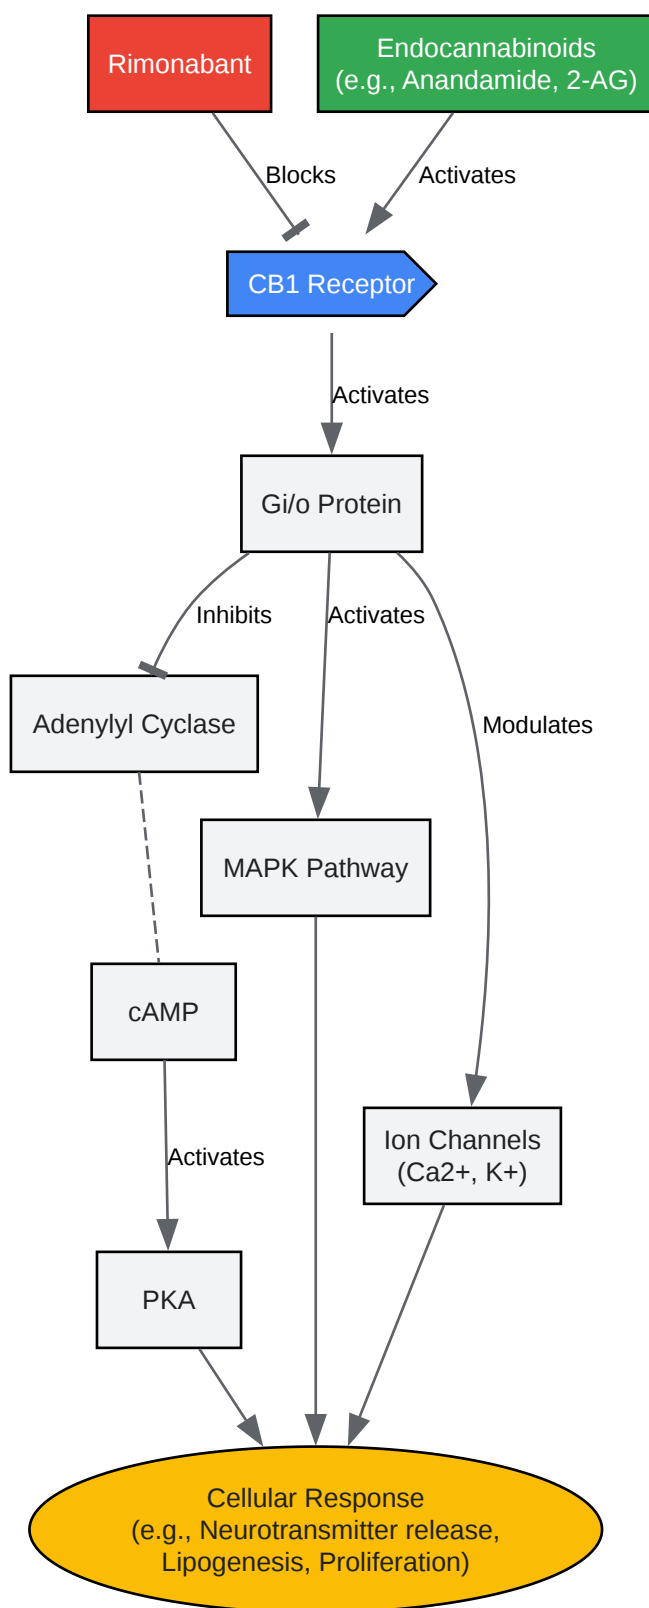 Rimonabant
Endocannabinoids
(e.g., Anandamide, 2-AG)
Blocks
Activates
CB1 Receptor
Activates
Gi/o Protein
Inhibits
Activates
Adenylyl Cyclase
Modulates
MAPK Pathway
cAMP
Ion Channels
(Ca2+, K+)
Activates
PKA
Cellular Response
(e.g., Neurotransmitter release,
Lipogenesis, Proliferation)